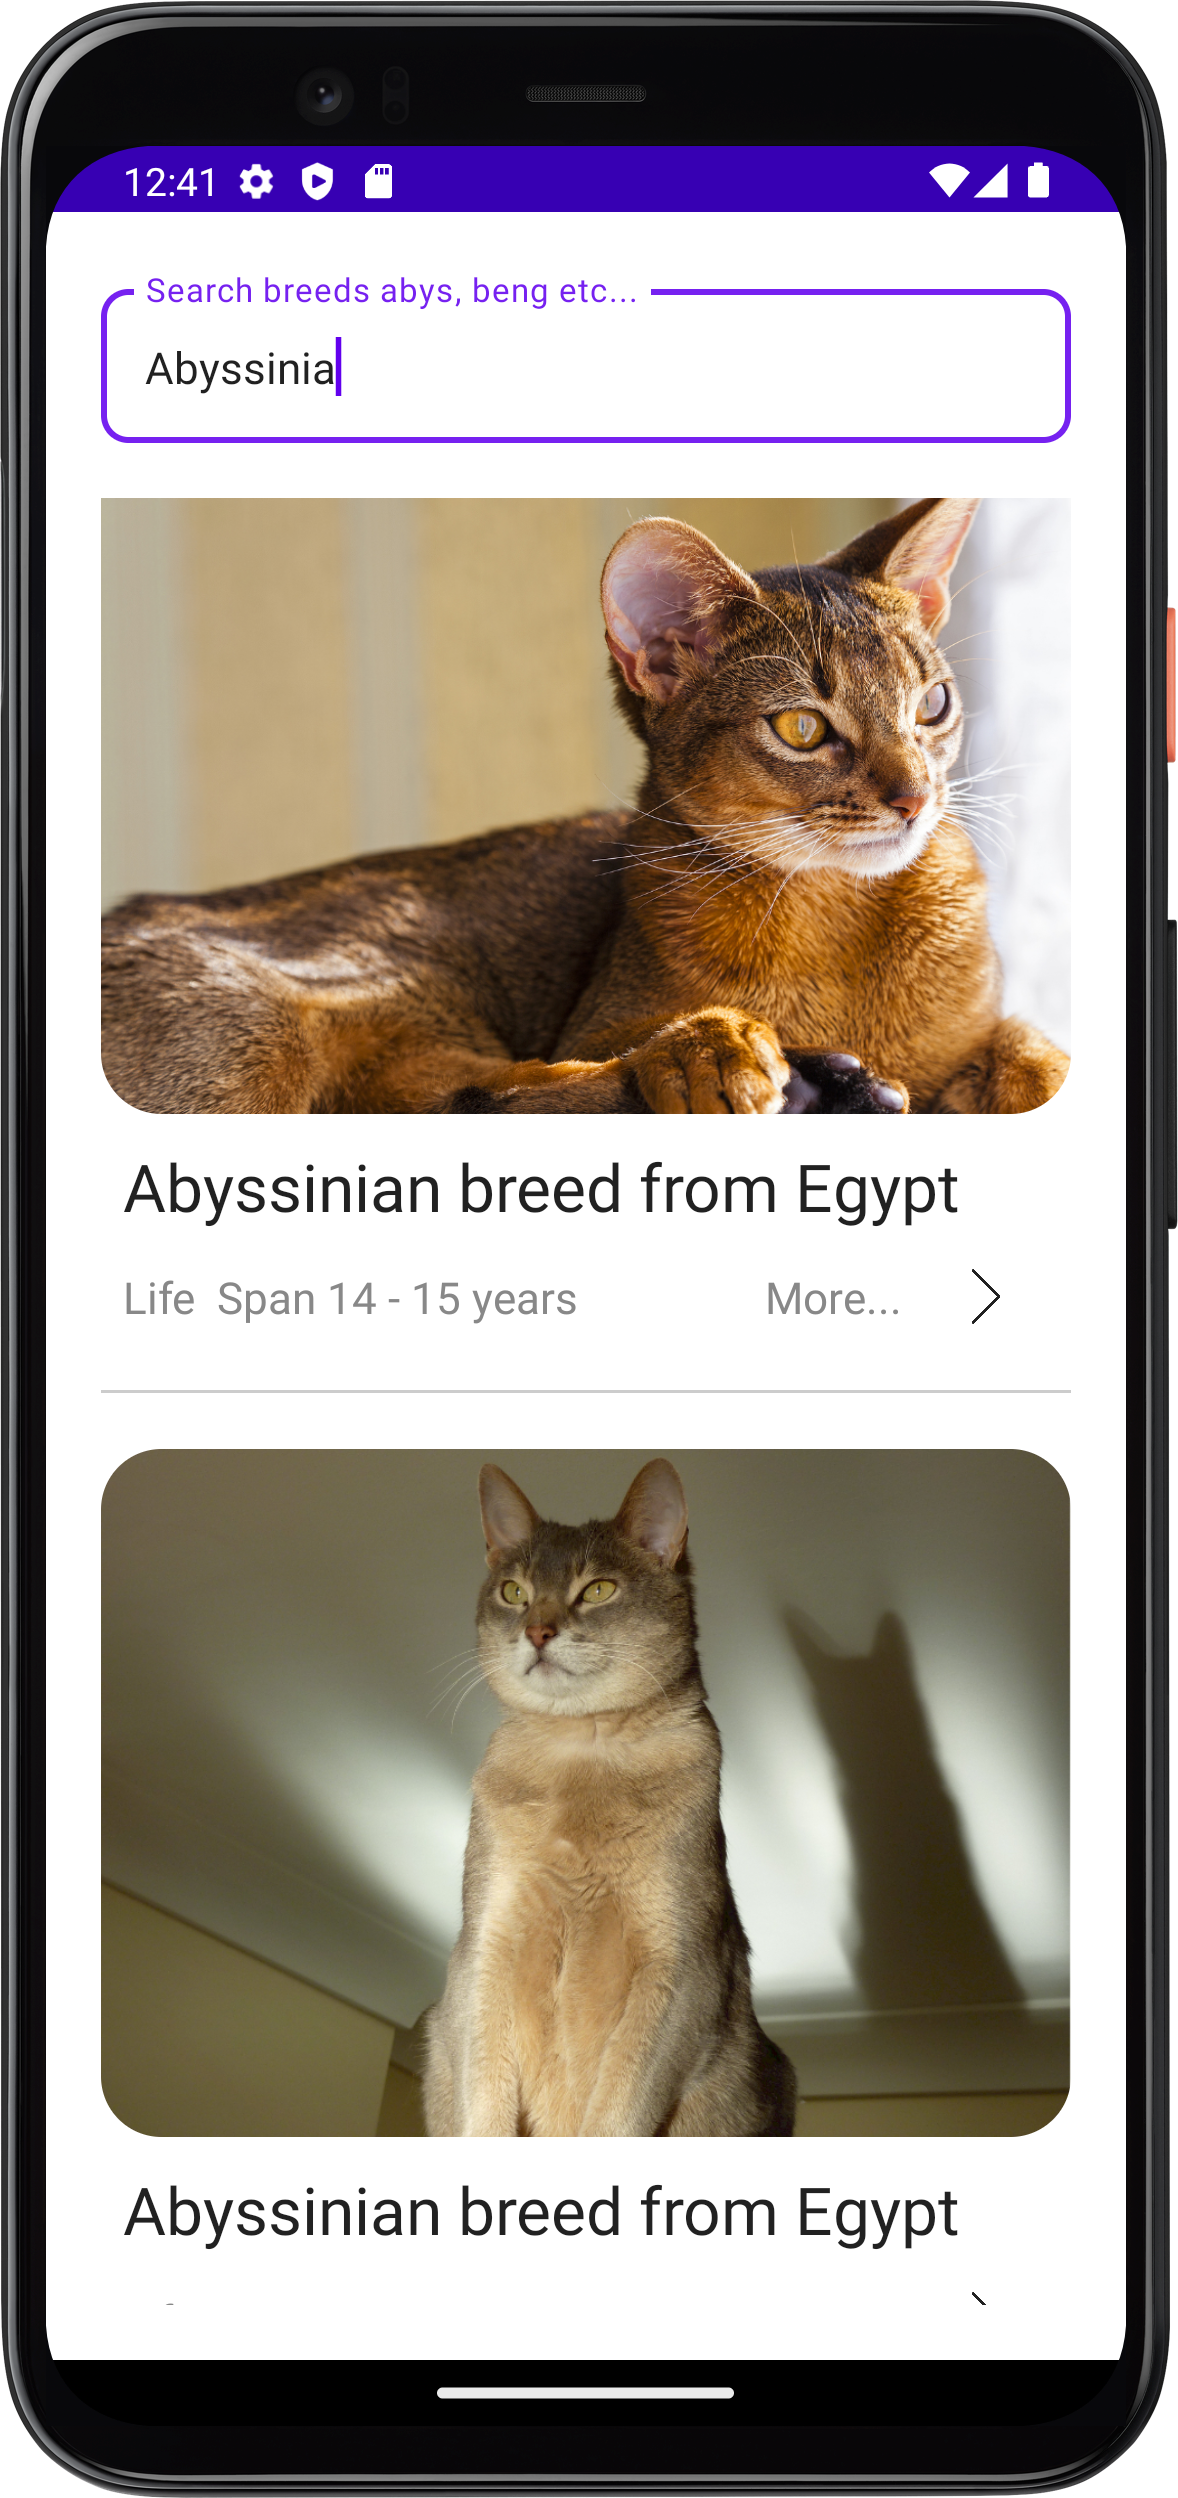 12:41
Search breeds abys, beng etc...
Abyssinia
Abyssinian breed from Egypt
Life  Span 14 - 15 years More...
Abyssinian breed from Egypt